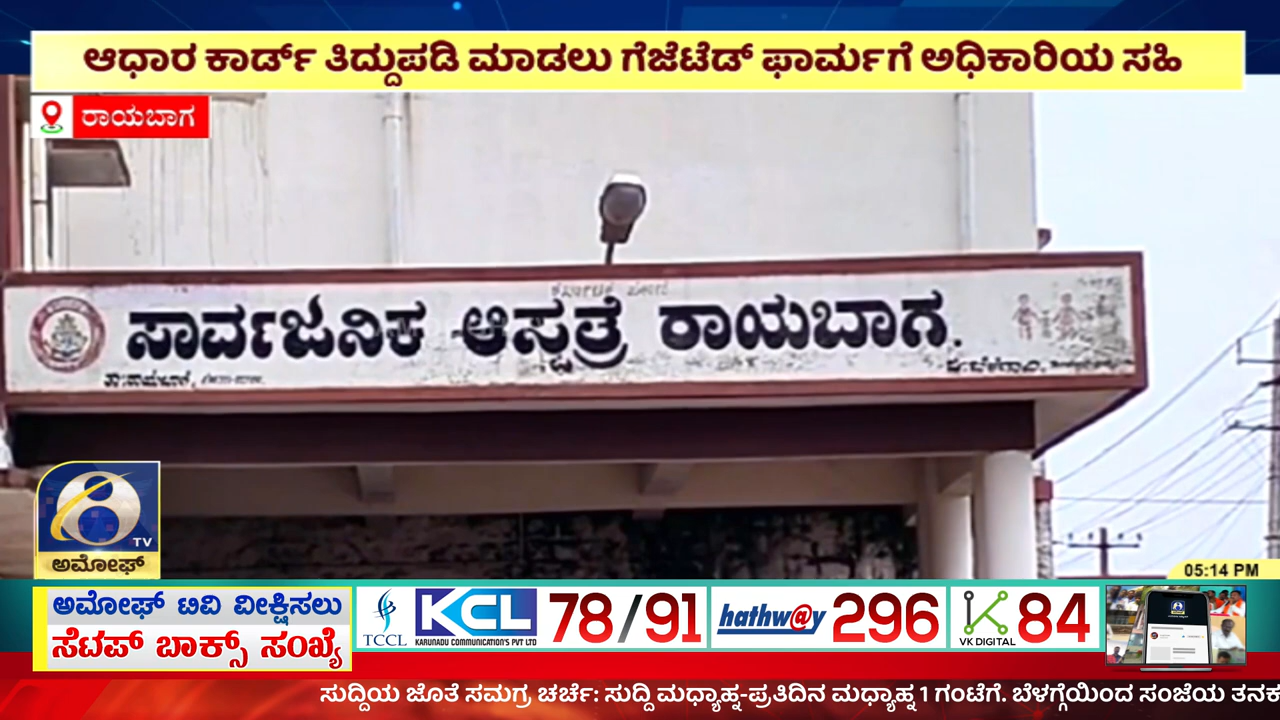 ಆಧಾರ ಕಾರ್ಡ್ ತಿದ್ದುಪಡಿ ಮಾಡಲು ಗೆಜೆಟೆಡ್ ಫಾರ್ಮಗೆ ಅಧಿಕಾರಿಯ ಸಹಿ
ರಾಯಬಾಗ
ಸಾರ್ವಜನಿಕ ಆಸ್ಪತ್ರೆ ರಾಯಬಾಗ.
TV
ಅಮೋಘ್
05:14 PM
ಅಮೋಘ್ ಟಿವಿ ವೀಕ್ಷಿಸಲು
ಸೆಟಪ್ ಬಾಕ್ಸ್ ಸಂಖ್ಯೆ
TCCL KCL 78/91 hathw@y 296 VK DIGITAL 84
KARUNADU COMMUNICATION'S PVT LTD
ಸುದ್ದಿಯ ಜೊತೆ ಸಮಗ್ರ ಚರ್ಚೆ: ಸುದ್ದಿ ಮಧ್ಯಾಹ್ನ-ಪ್ರತಿದಿನ ಮಧ್ಯಾಹ್ನ 1 ಗಂಟೆಗೆ. ಬೆಳಗ್ಗೆಯಿಂದ ಸಂಜೆಯ ತನಕ